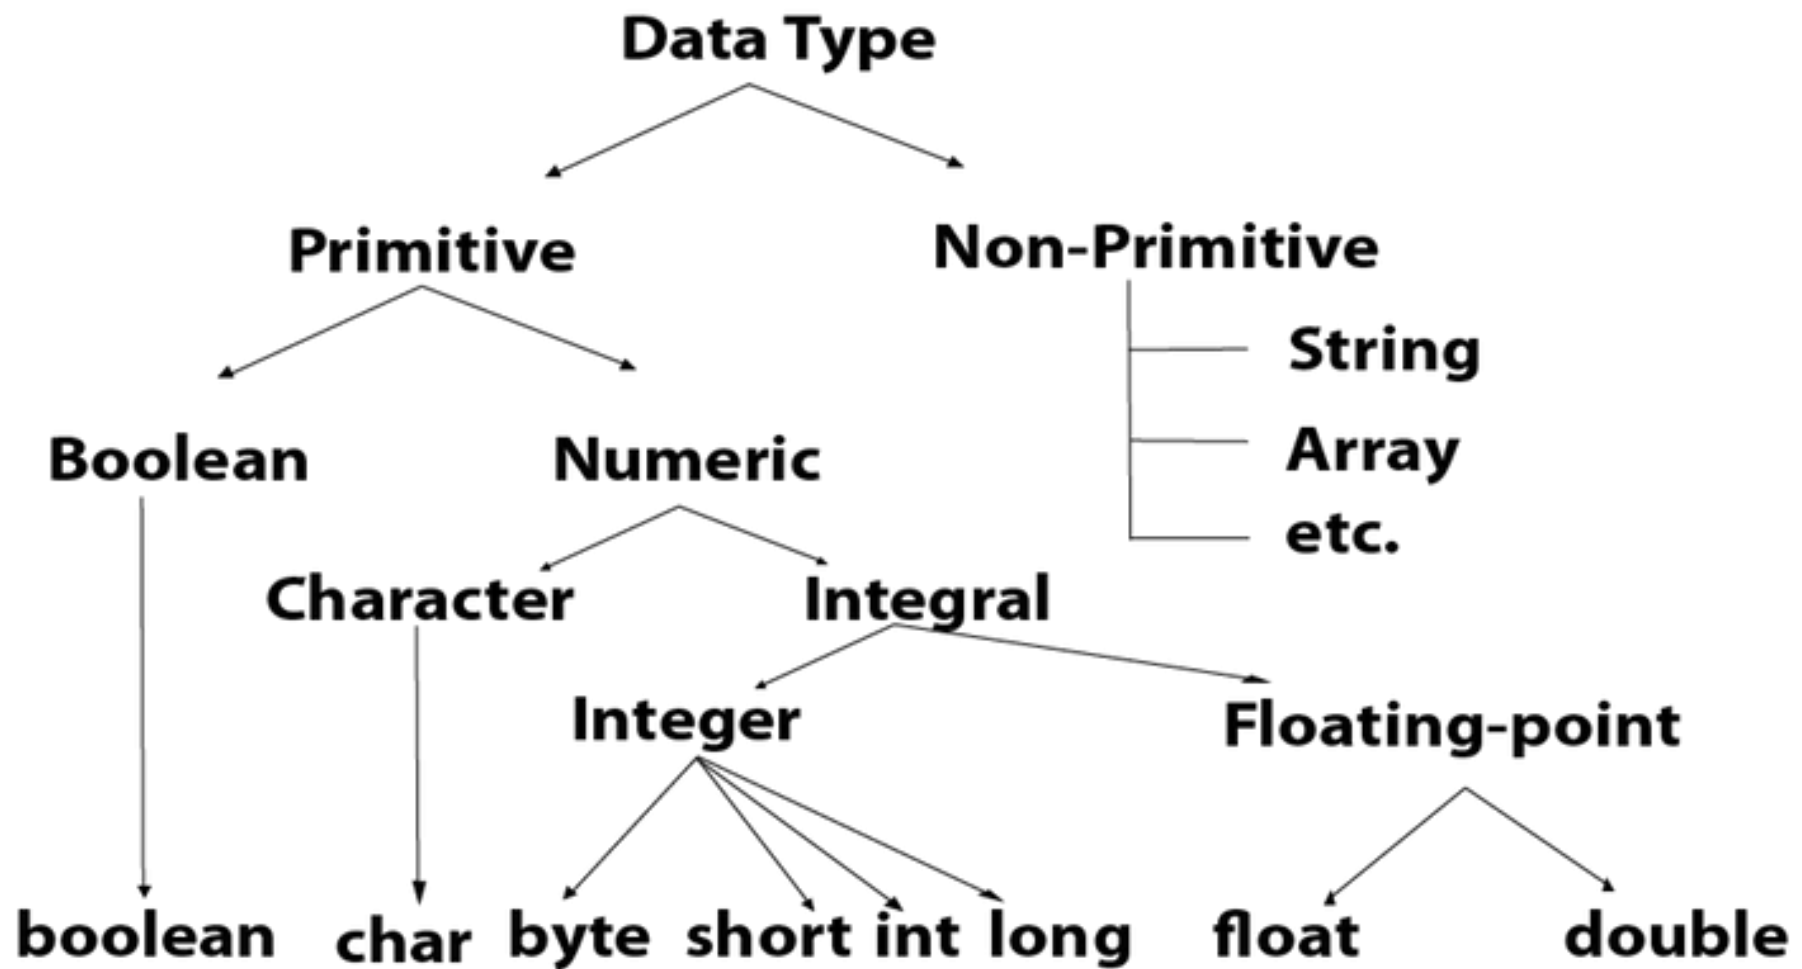 Data Type
Primitive
Non-Primitive
String
Array
etc.
Boolean
Numeric
Character
Integral
Integer
Floating-point
boolean
char
byte
short
int
long
float
double